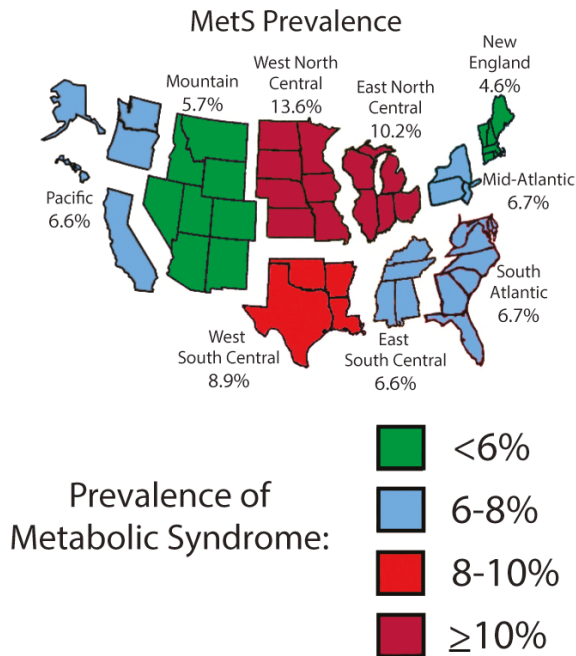 MetS Prevalence
New
England
4.6%
Mountain
5.7%
West North
Central
13.6%
East North
Central
10.2%
Pacific
6.6%
Mid-Atlantic
6.7%
South
Atlantic
6.7%
West
South Central
8.9%
East
South Central
6.6%
Prevalence of
Metabolic Syndrome:
<6%
6-8%
8-10%
≥10%